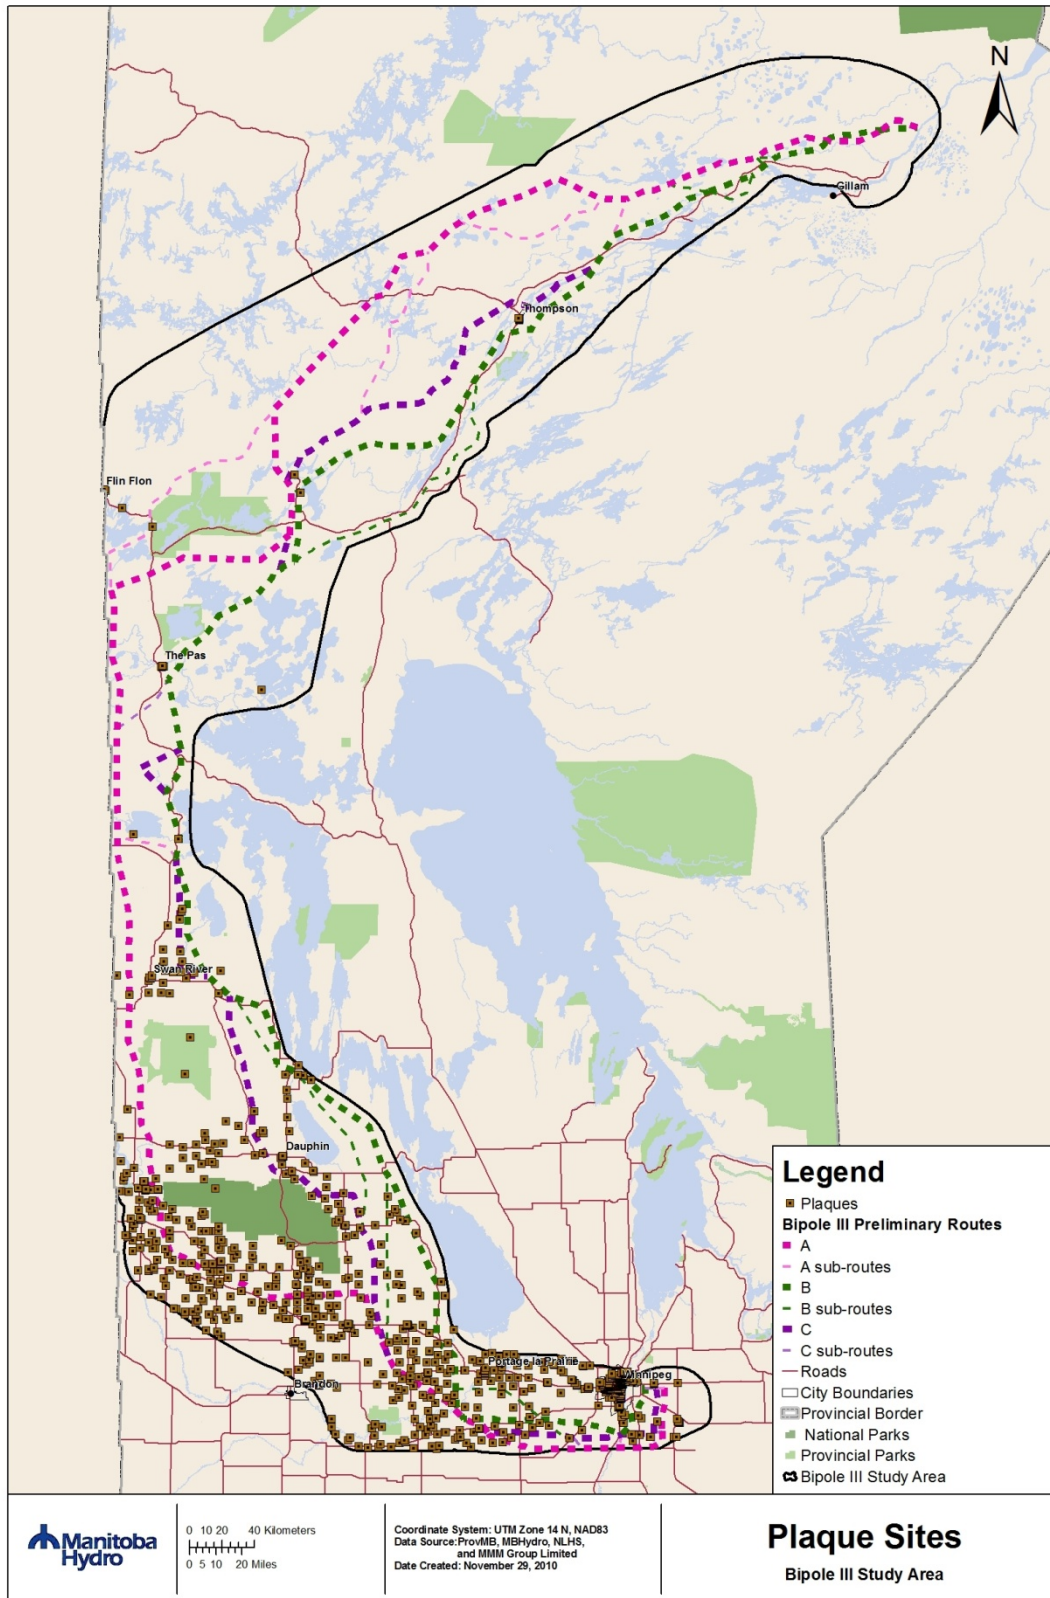 N
Gillam
Thompson
Flin Flon
The Pas
Swan River
Dauphin
Portage la Prairie
Winnipeg
Brandon
Legend
Plaques
Bipole III Preliminary Routes
A
A sub-routes
B
B sub-routes
C
C sub-routes
Roads
City Boundaries
Provincial Border
National Parks
Provincial Parks
Bipole III Study Area
Manitoba
Hydro
0 10 20 40 Kilometers
0 5 10 20 Miles
Coordinate System: UTM Zone 14 N, NAD83
Data Source:ProvMB, MBHydro, NLHS,
and MMM Group Limited
Date Created: November 29, 2010
Plaque Sites
Bipole III Study Area